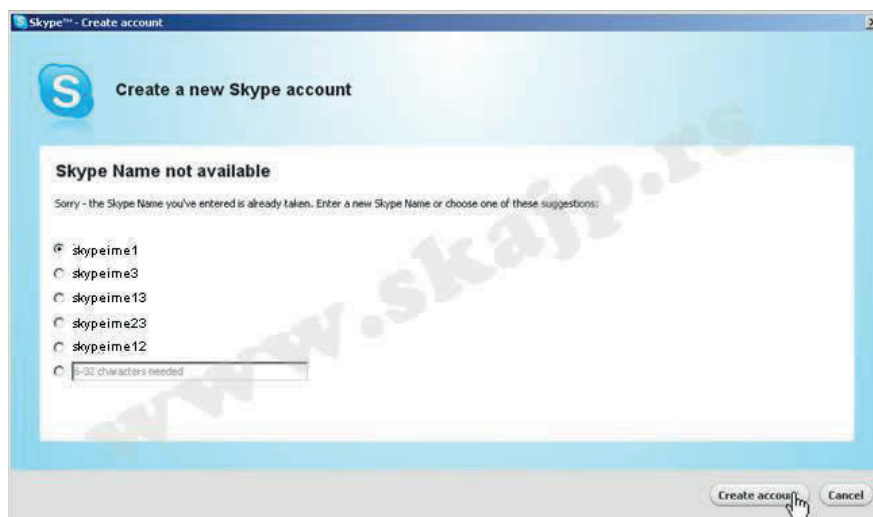 Skype™ - Create account
Create a new Skype account
Skype Name not available
Sorry - the Skype Name you've entered is already taken. Enter a new Skype Name or choose one of these suggestions:
skypeime1
skypeime3
skypeime13
skypeime23
skypeime12
6-32 characters needed
www.skajp.rs
Create account
Cancel